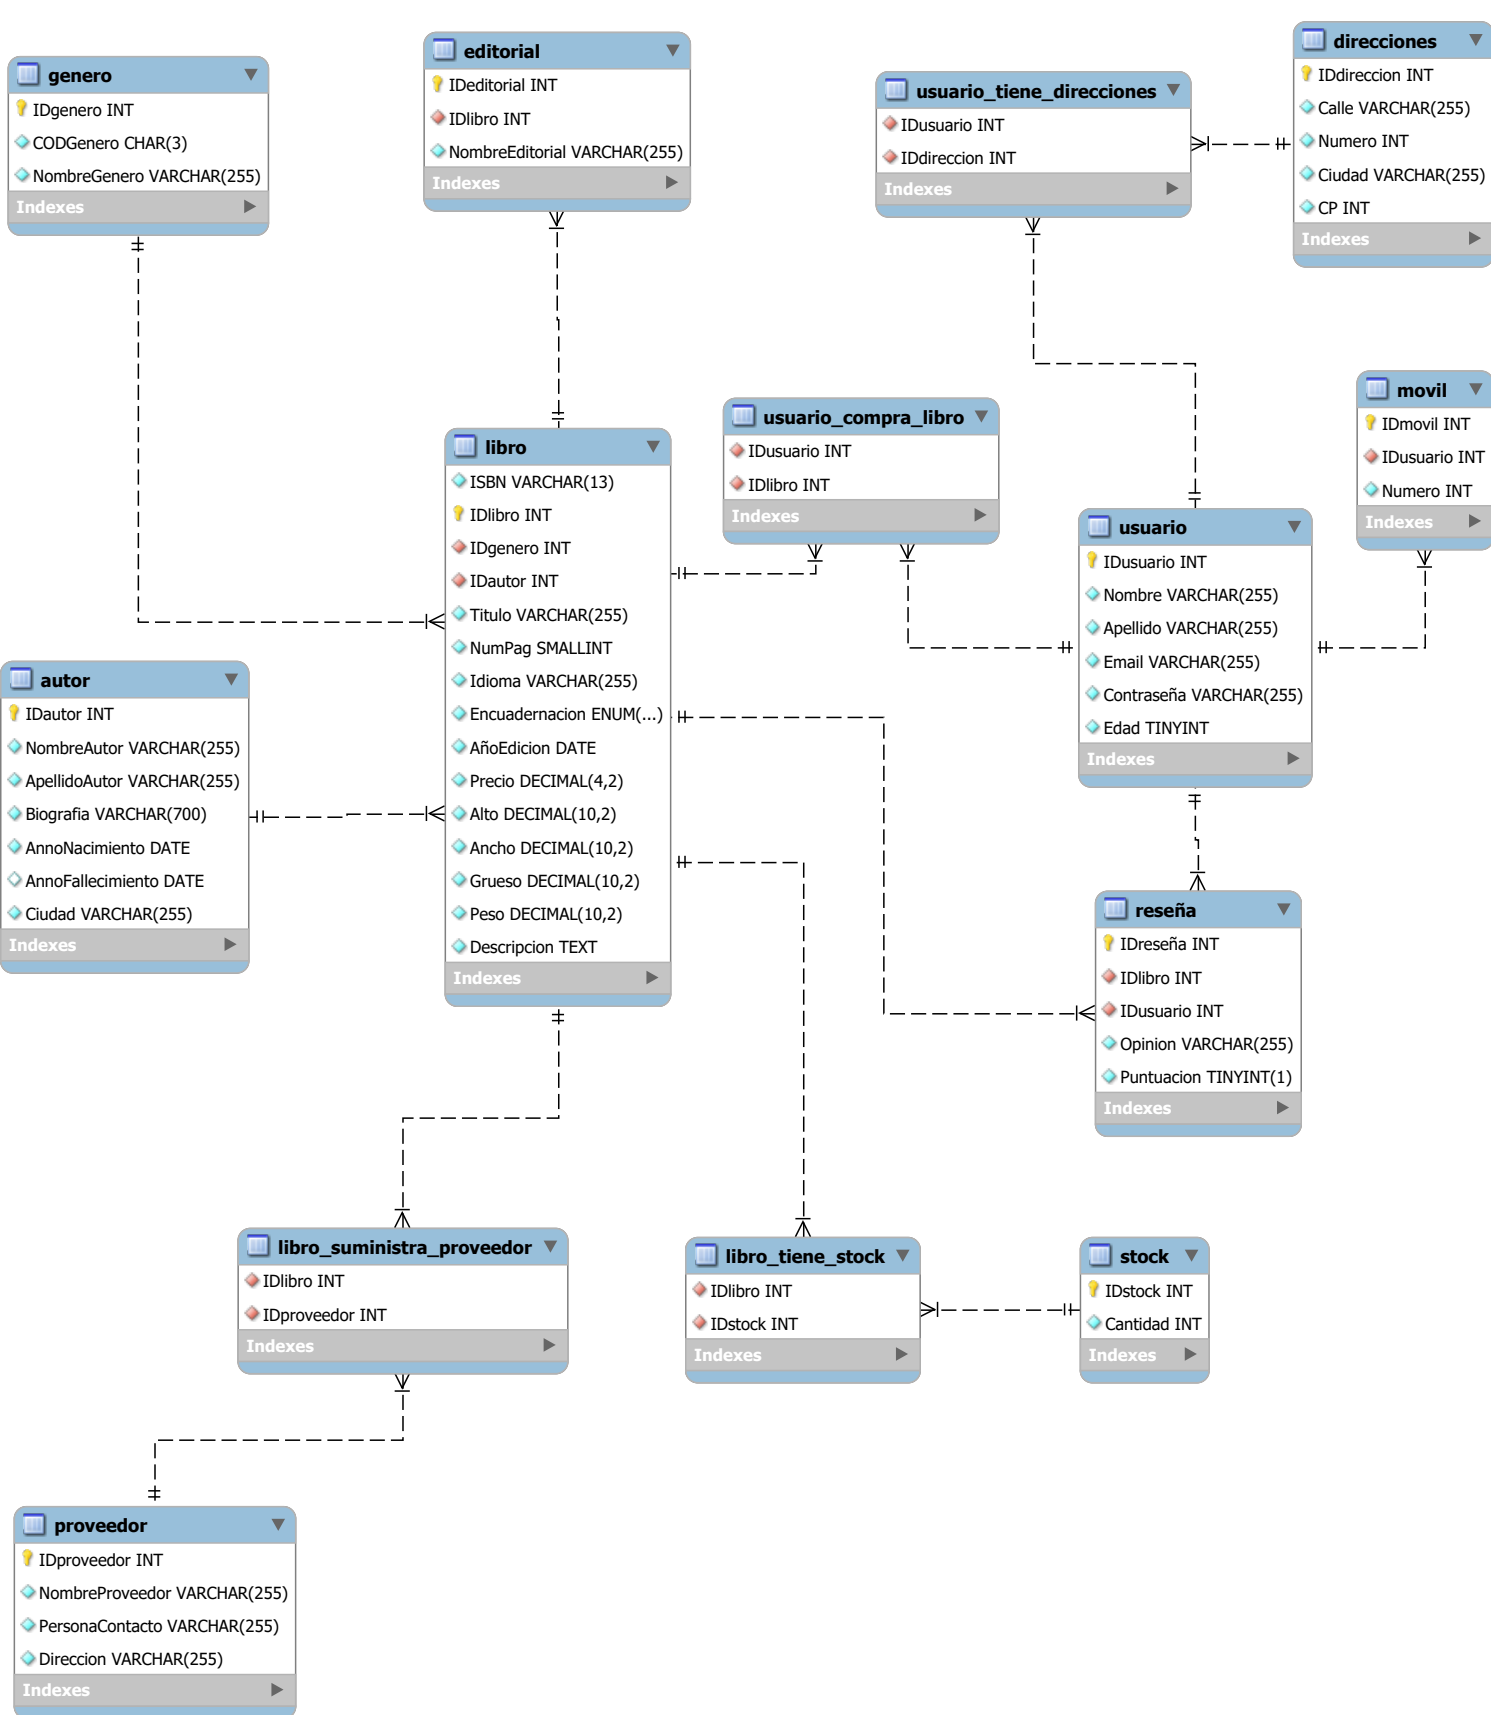 genero
IDgenero INT
CODGenero CHAR(3)
NombreGenero VARCHAR(255)
Indexes
editorial
IDeditorial INT
IDlibro INT
NombreEditorial VARCHAR(255)
Indexes
usuario_tiene_direcciones
IDusuario INT
IDdireccion INT
Indexes
direcciones
IDdireccion INT
Calle VARCHAR(255)
Numero INT
Ciudad VARCHAR(255)
CP INT
Indexes
movil
IDmovil INT
IDusuario INT
Numero INT
Indexes
usuario_compra_libro
IDusuario INT
IDlibro INT
Indexes
libro
ISBN VARCHAR(13)
IDlibro INT
IDgenero INT
IDautor INT
Titulo VARCHAR(255)
NumPag SMALLINT
Idioma VARCHAR(255)
Encuadernacion ENUM(...)
AñoEdicion DATE
Precio DECIMAL(4,2)
Alto DECIMAL(10,2)
Ancho DECIMAL(10,2)
Grueso DECIMAL(10,2)
Peso DECIMAL(10,2)
Descripcion TEXT
Indexes
usuario
IDusuario INT
Nombre VARCHAR(255)
Apellido VARCHAR(255)
Email VARCHAR(255)
Contraseña VARCHAR(255)
Edad TINYINT
Indexes
autor
IDautor INT
NombreAutor VARCHAR(255)
ApellidoAutor VARCHAR(255)
Biografia VARCHAR(700)
AnnoNacimiento DATE
AnnoFallecimiento DATE
Ciudad VARCHAR(255)
Indexes
reseña
IDreseña INT
IDlibro INT
IDusuario INT
Opinion VARCHAR(255)
Puntuacion TINYINT(1)
Indexes
libro_suministra_proveedor
IDlibro INT
IDproveedor INT
Indexes
libro_tiene_stock
IDlibro INT
IDstock INT
Indexes
stock
IDstock INT
Cantidad INT
Indexes
proveedor
IDproveedor INT
NombreProveedor VARCHAR(255)
PersonaContacto VARCHAR(255)
Direccion VARCHAR(255)
Indexes